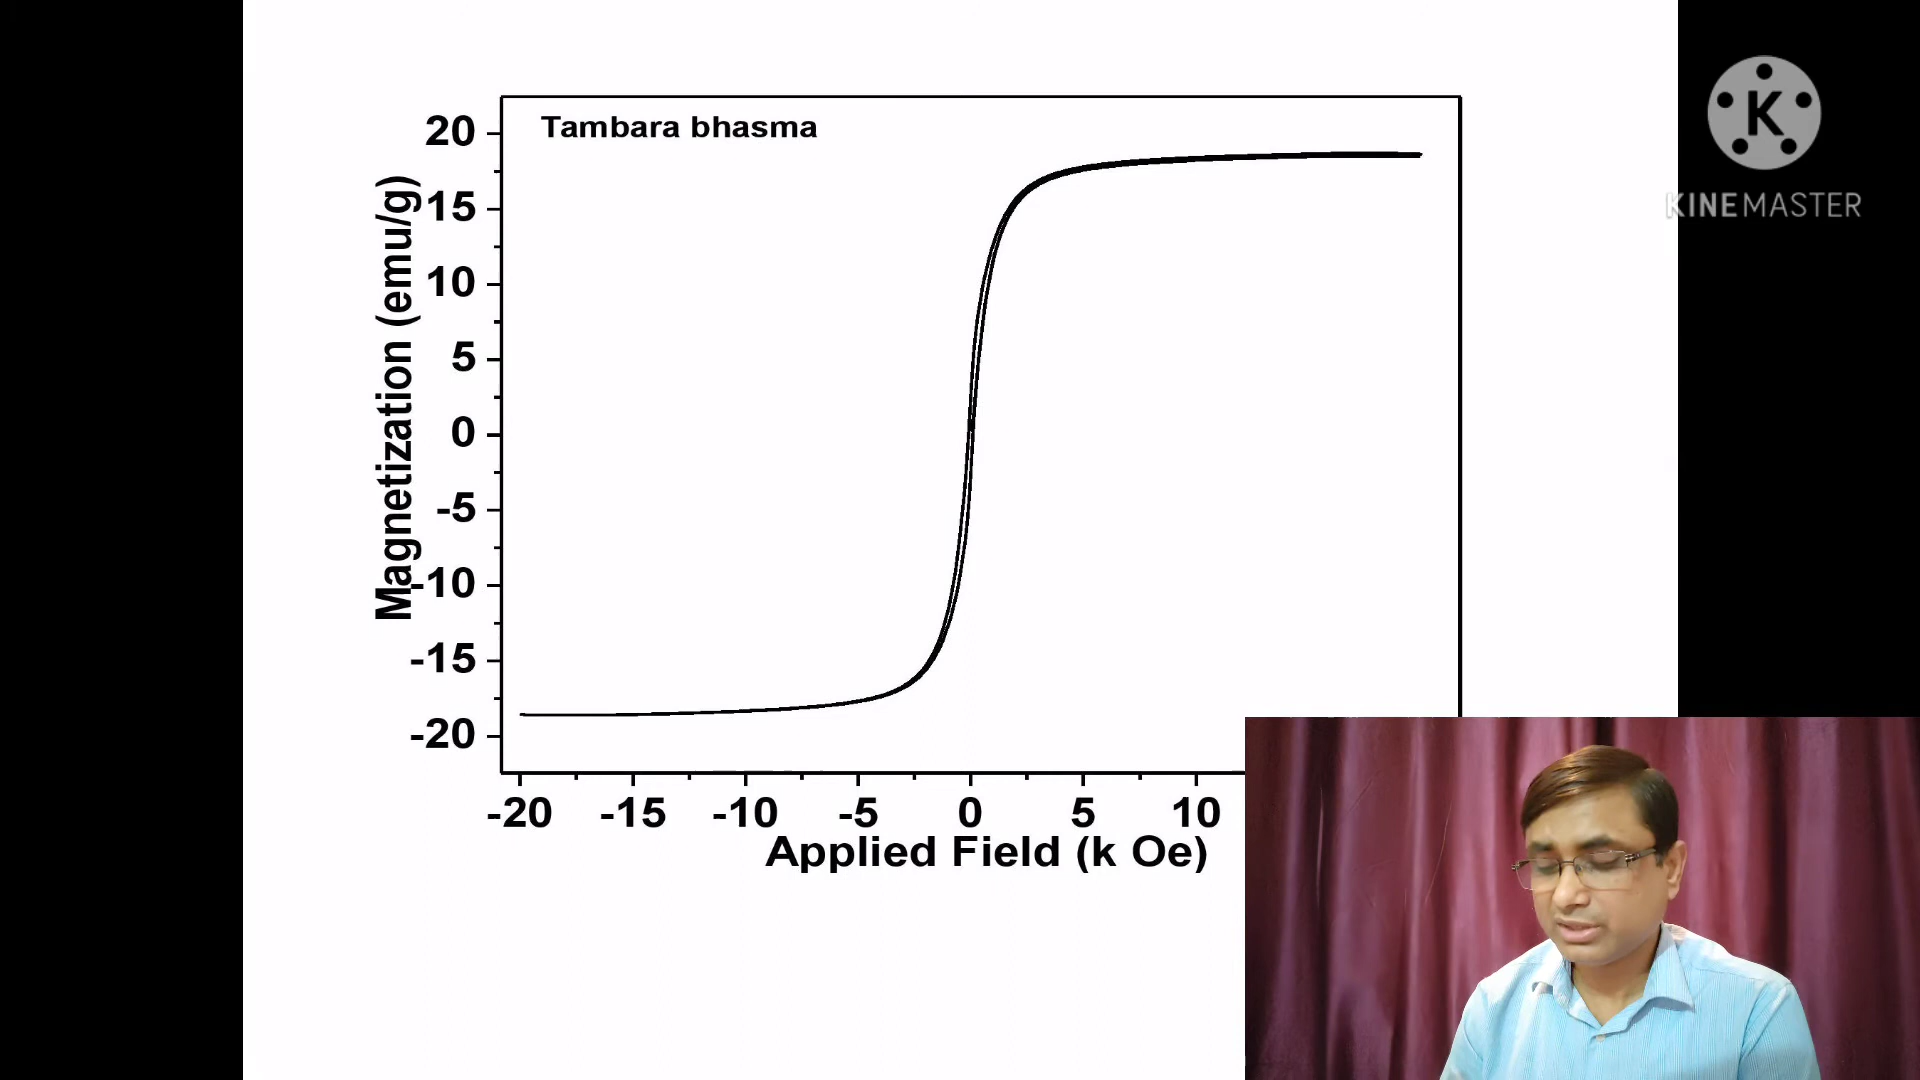 Tambara bhasma
20
15
10
5
0
-5
-10
-15
-20
Magnetization (emu/g)
-20 -15 -10 -5 0 5 10
Applied Field (k Oe)
K
KINEMASTER